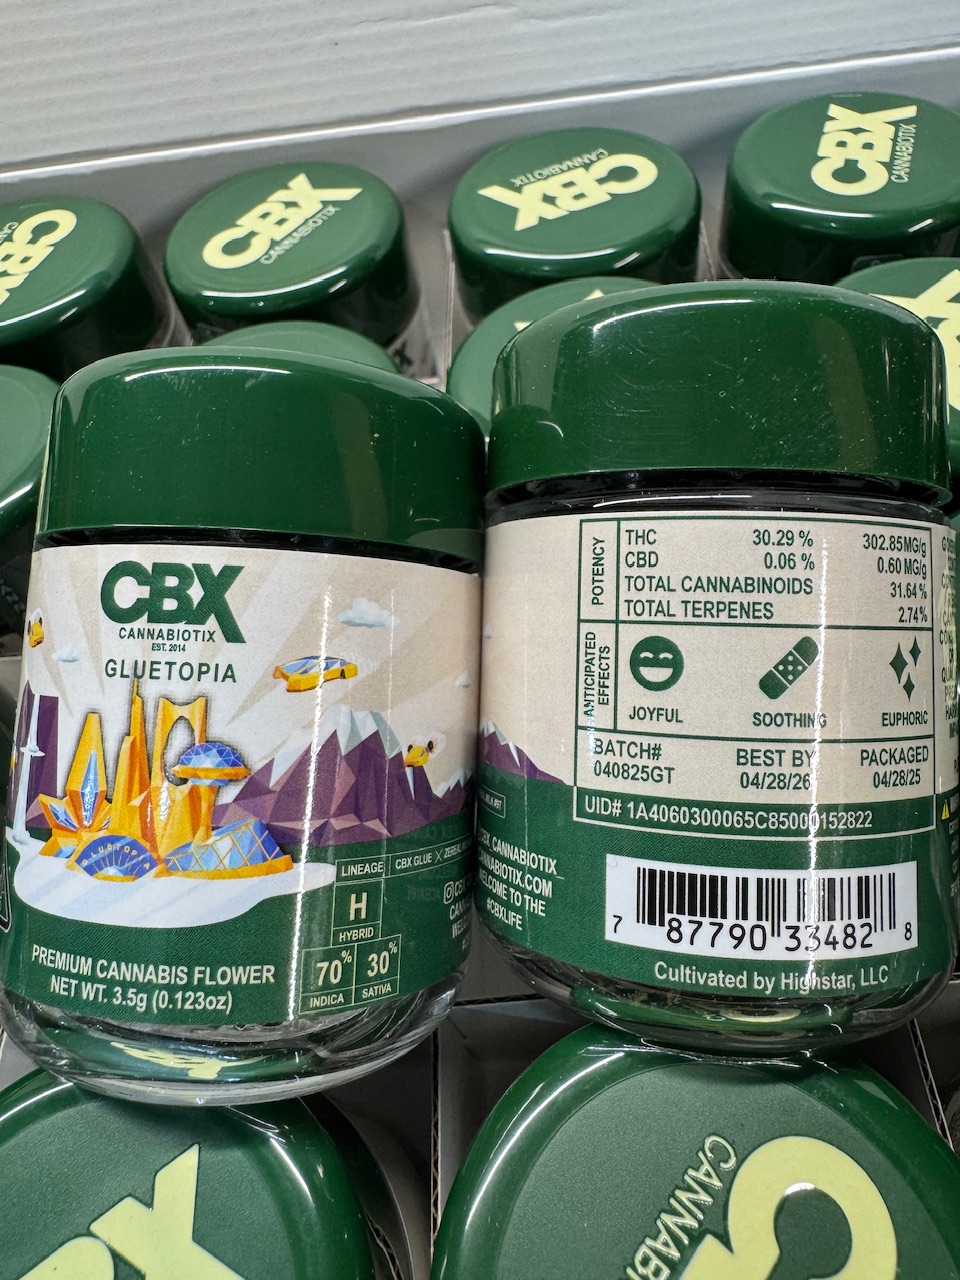 CBX
CANNABIOTIX
CBX
CANNABIOTIX
CBX
CANNABIOTIX
CBX
CBX
CANNABIOTIX
EST. 2014
GLUETOPIA
GLUETOPIA
LINEAGE CBX GLUE X
H
HYBRID
70% 30%
INDICA SATIVA
PREMIUM CANNABIS FLOWER
NET WT. 3.5g (0.123oz)
POTENCY
THC 30.29 % 302.85MG/g
CBD 0.06 % 0.60 MG/g
TOTAL CANNABINOIDS 31.64 %
TOTAL TERPENES 2.74%
ANTICIPATED
EFFECTS
JOYFUL SOOTHING EUPHORIC
BATCH# BEST BY PACKAGED
040825GT 04/28/26 04/28/25
UID# 1A4060300065C85000152822
CBX_CANNABIOTIX
CANNABIOTIX.COM
WELCOME TO THE
#CBXLIFE
7 87790 33482 8
Cultivated by Highstar, LLC